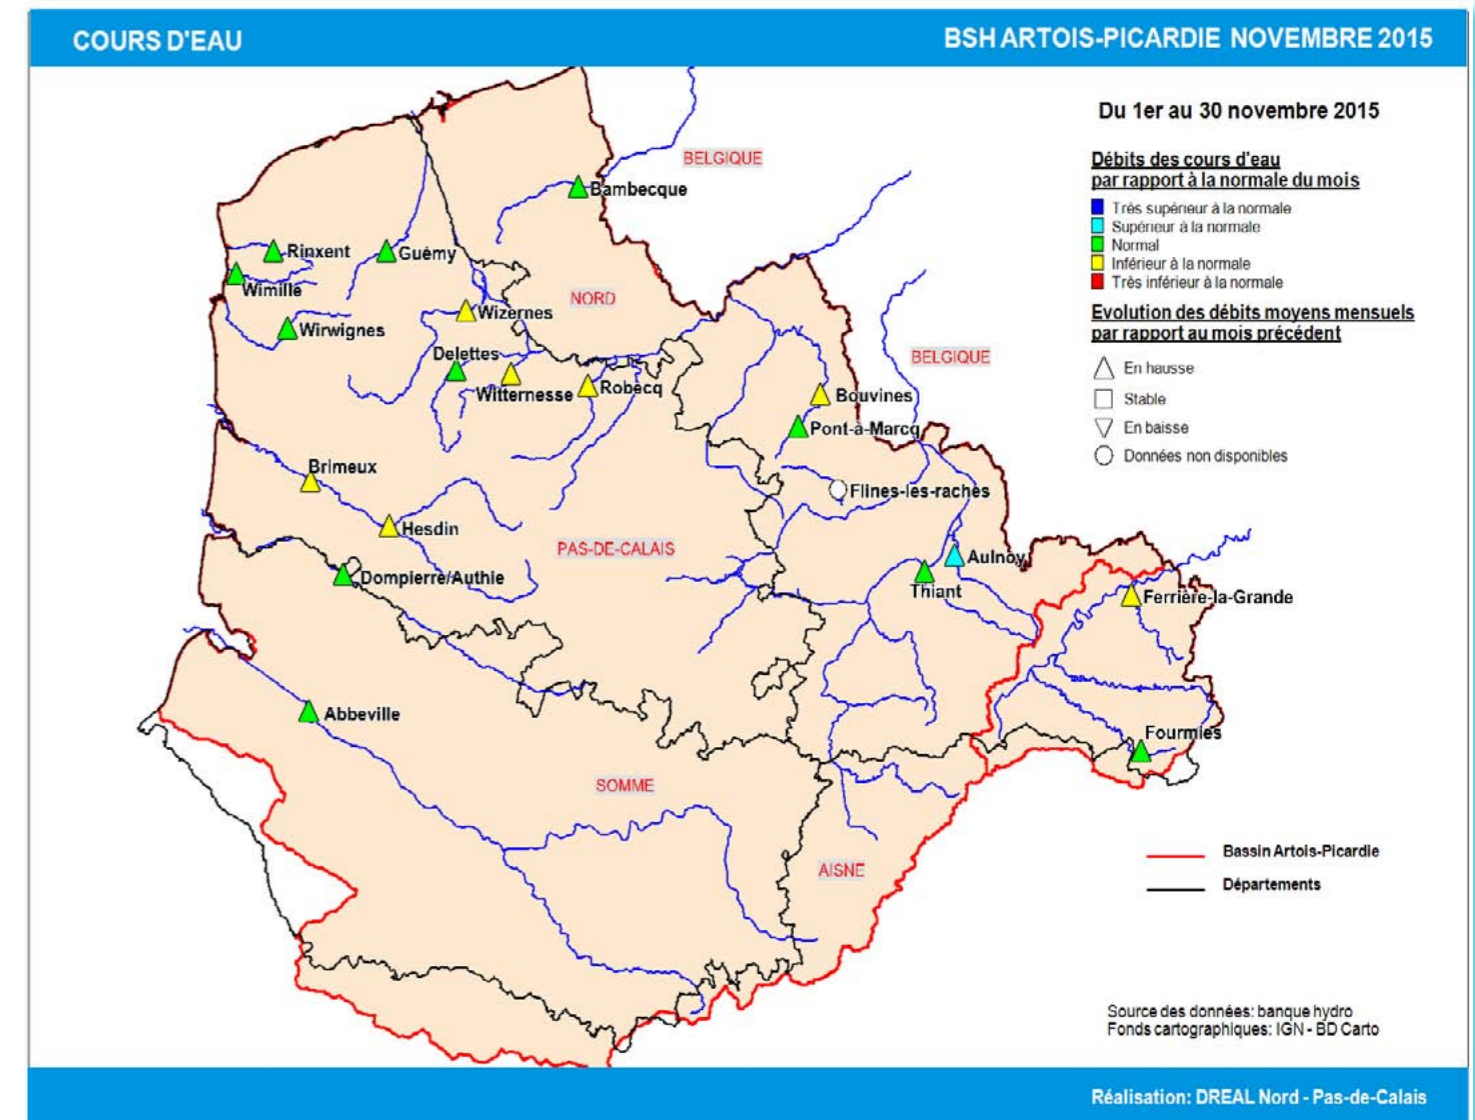 COURS D'EAU
BSH ARTOIS-PICARDIE NOVEMBRE 2015
Du 1er au 30 novembre 2015
Débits des cours d'eau
par rapport à la normale du mois
Très supérieur à la normale
Supérieur à la normale
Normal
Inférieur à la normale
Très inférieur à la normale
Evolution des débits moyens mensuels
par rapport au mois précédent
En hausse
Stable
En baisse
Données non disponibles
BELGIQUE
Bambecque
Rinxent
Guémy
Wimille
NORD
Wizernes
Wirwignes
Delettes
BELGIQUE
Witternesse
Robecq
Bouvines
Pont-à-Marcq
Brimeux
Flines-les-raches
Hesdin
PAS-DE-CALAIS
Aulnoy
Dompierre/Authie
Thiant
Ferrière-la-Grande
Abbeville
Fourmies
SOMME
AISNE
Bassin Artois-Picardie
Départements
Source des données: banque hydro
Fonds cartographiques: IGN - BD Carto
Réalisation: DREAL Nord - Pas-de-Calais